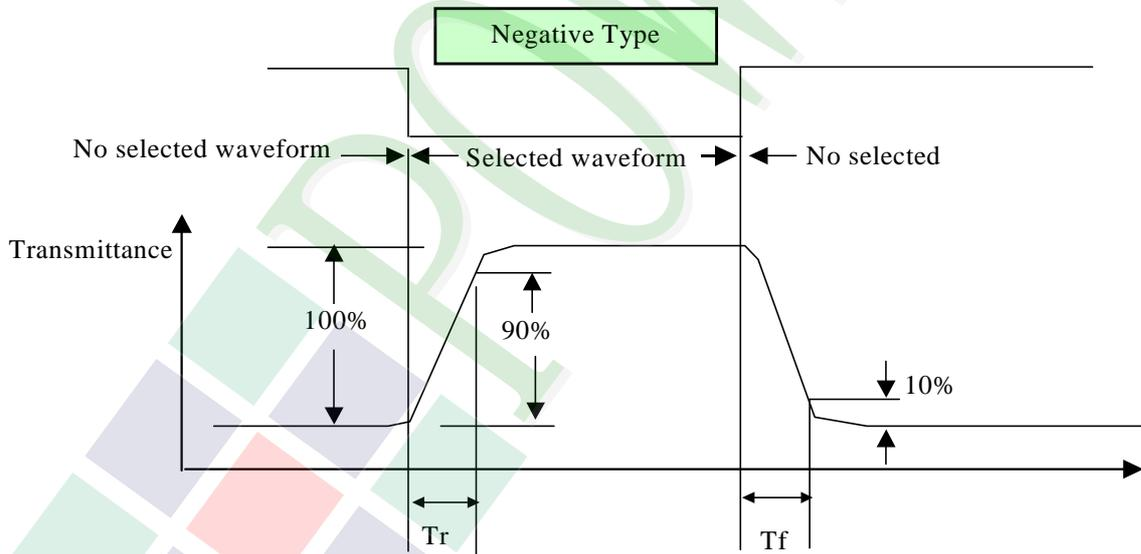 Negative Type
No selected waveform
Selected waveform
No selected
Transmittance
100%
90%
10%
Tr
Tf